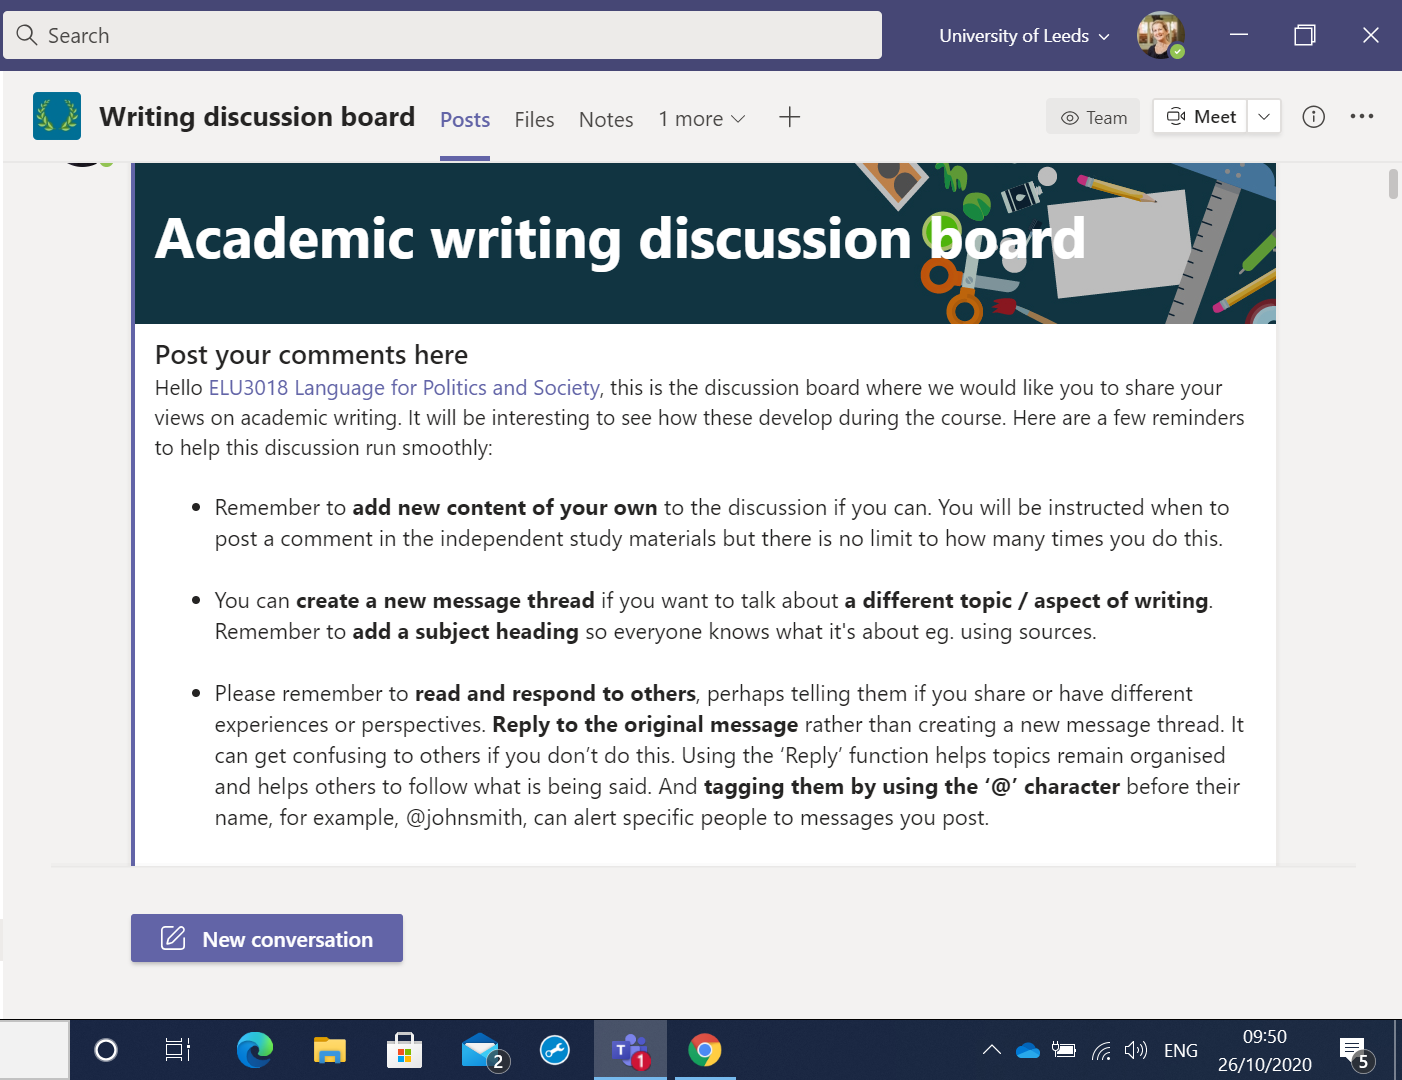 Search
University of Leeds
Writing discussion board
Posts
Files
Notes
1 more
Team
Meet
Academic writing discussion board
Post your comments here
Hello ELU3018 Language for Politics and Society, this is the discussion board where we would like you to share your
views on academic writing. It will be interesting to see how these develop during the course. Here are a few reminders
to help this discussion run smoothly:
Remember to add new content of your own to the discussion if you can. You will be instructed when to
post a comment in the independent study materials but there is no limit to how many times you do this.
You can create a new message thread if you want to talk about a different topic / aspect of writing.
Remember to add a subject heading so everyone knows what it's about eg. using sources.
Please remember to read and respond to others, perhaps telling them if you share or have different
experiences or perspectives. Reply to the original message rather than creating a new message thread. It
can get confusing to others if you don’t do this. Using the ‘Reply’ function helps topics remain organised
and helps others to follow what is being said. And tagging them by using the ‘@’ character before their
name, for example, @johnsmith, can alert specific people to messages you post.
New conversation
2
T
1
ENG
09:50
26/10/2020
5